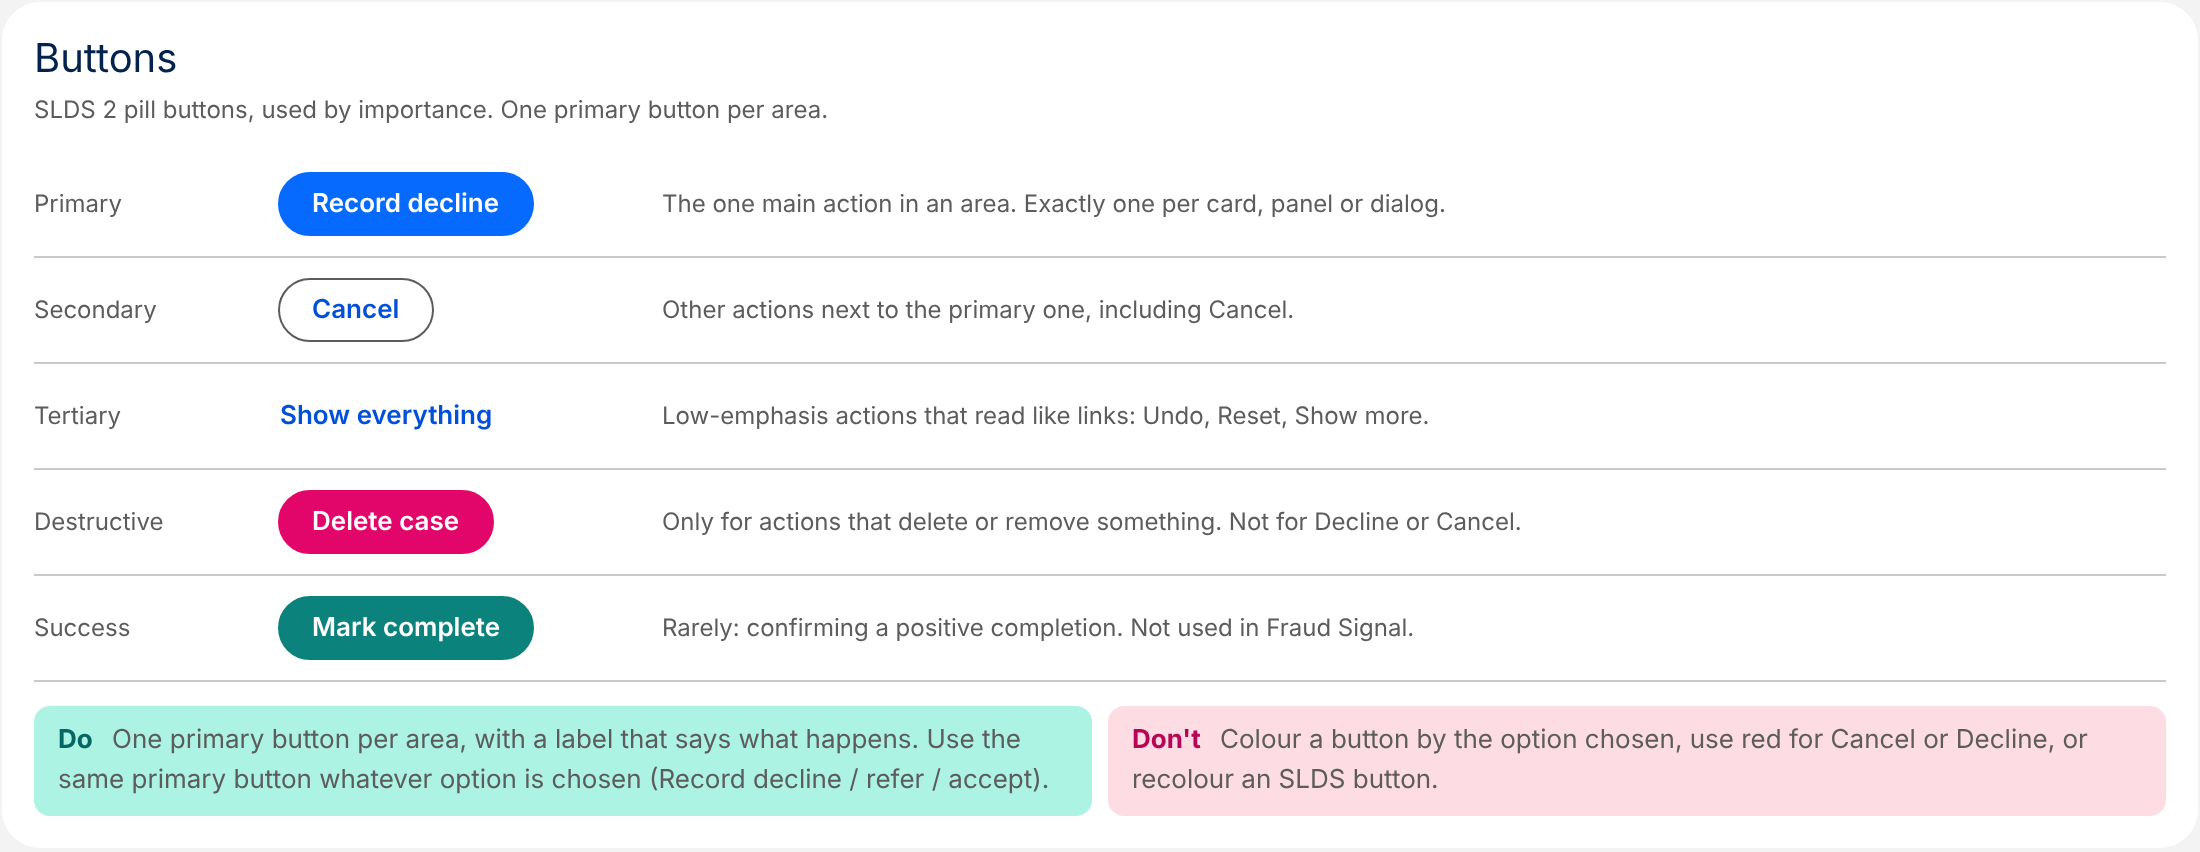 Buttons
SLDS 2 pill buttons, used by importance. One primary button per area.
Primary
Record decline
The one main action in an area. Exactly one per card, panel or dialog.
Secondary
Cancel
Other actions next to the primary one, including Cancel.
Tertiary
Show everything
Low-emphasis actions that read like links: Undo, Reset, Show more.
Destructive
Delete case
Only for actions that delete or remove something. Not for Decline or Cancel.
Success
Mark complete
Rarely: confirming a positive completion. Not used in Fraud Signal.
Do One primary button per area, with a label that says what happens. Use the
same primary button whatever option is chosen (Record decline / refer / accept).
Don't Colour a button by the option chosen, use red for Cancel or Decline, or
recolour an SLDS button.